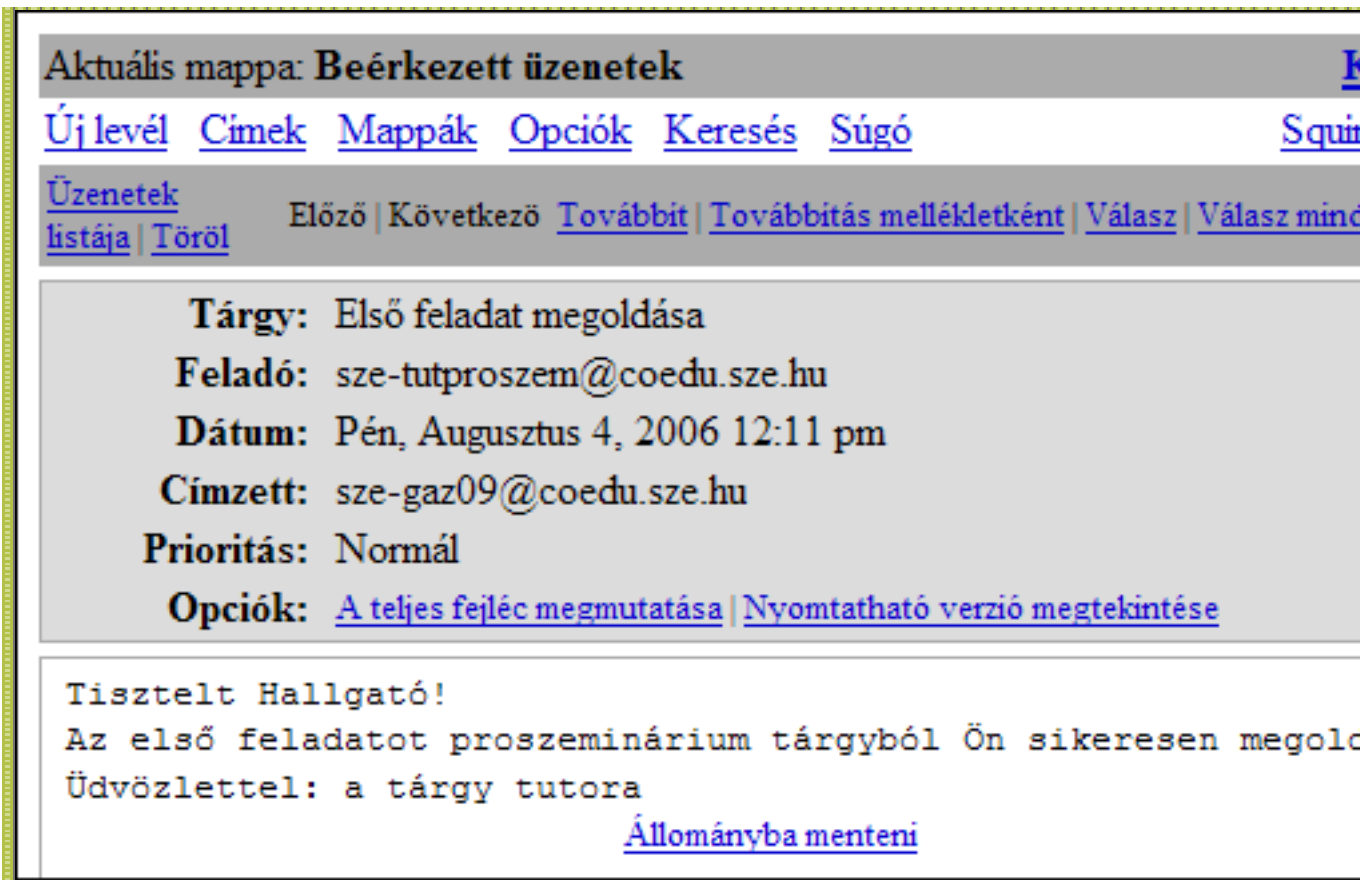 Aktuális mappa: Beérkezett üzenetek
Új levél Címek Mappák Opciók Keresés Súgó
Üzenetek
listája | Töröl Előző | Következö Továbbít | Továbbítás mellékletként | Válasz | Válasz
Tárgy: Első feladat megoldása
Feladó: sze-tutproszem@coedu.sze.hu
Dátum: Pén, Augusztus 4, 2006 12:11 pm
Címzett: sze-gaz09@coedu.sze.hu
Prioritás: Normál
Opciók: A teljes fejléc megmutatása | Nyomtatható verzió megtekintése
Tisztelt Hallgató!
Az első feladatot proszeminárium tárgyból Ön sikeresen
Üdvözlettel: a tárgy tutora
Állományba menteni